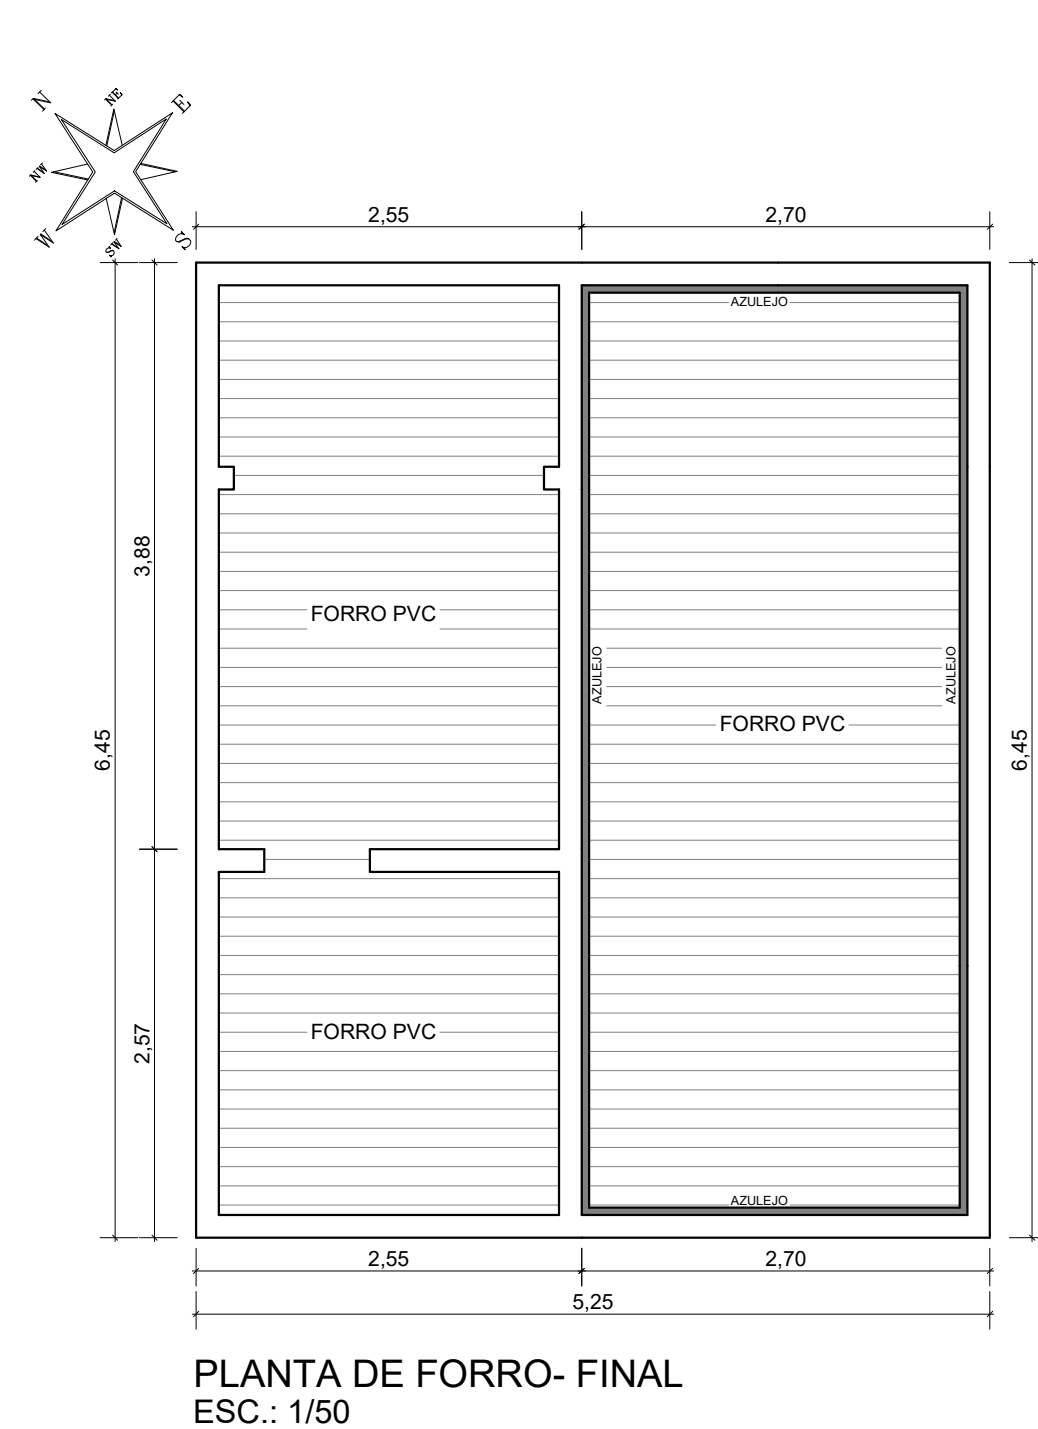 N
NE
E
NW
W
SW
S
2,55
2,70
AZULEJO
3,88
FORRO PVC
AZULEJO
AZULEJO
FORRO PVC
6,45
6,45
2,57
FORRO PVC
AZULEJO
2,55
2,70
5,25
PLANTA DE FORRO- FINAL
ESC.: 1/50